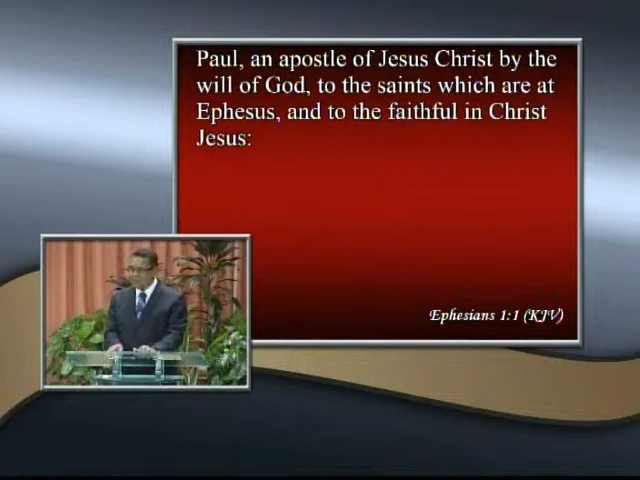 Paul, an apostle of Jesus Christ by the
will of God, to the saints which are at
Ephesus, and to the faithful in Christ
Jesus:
Ephesians 1:1 (KJV)